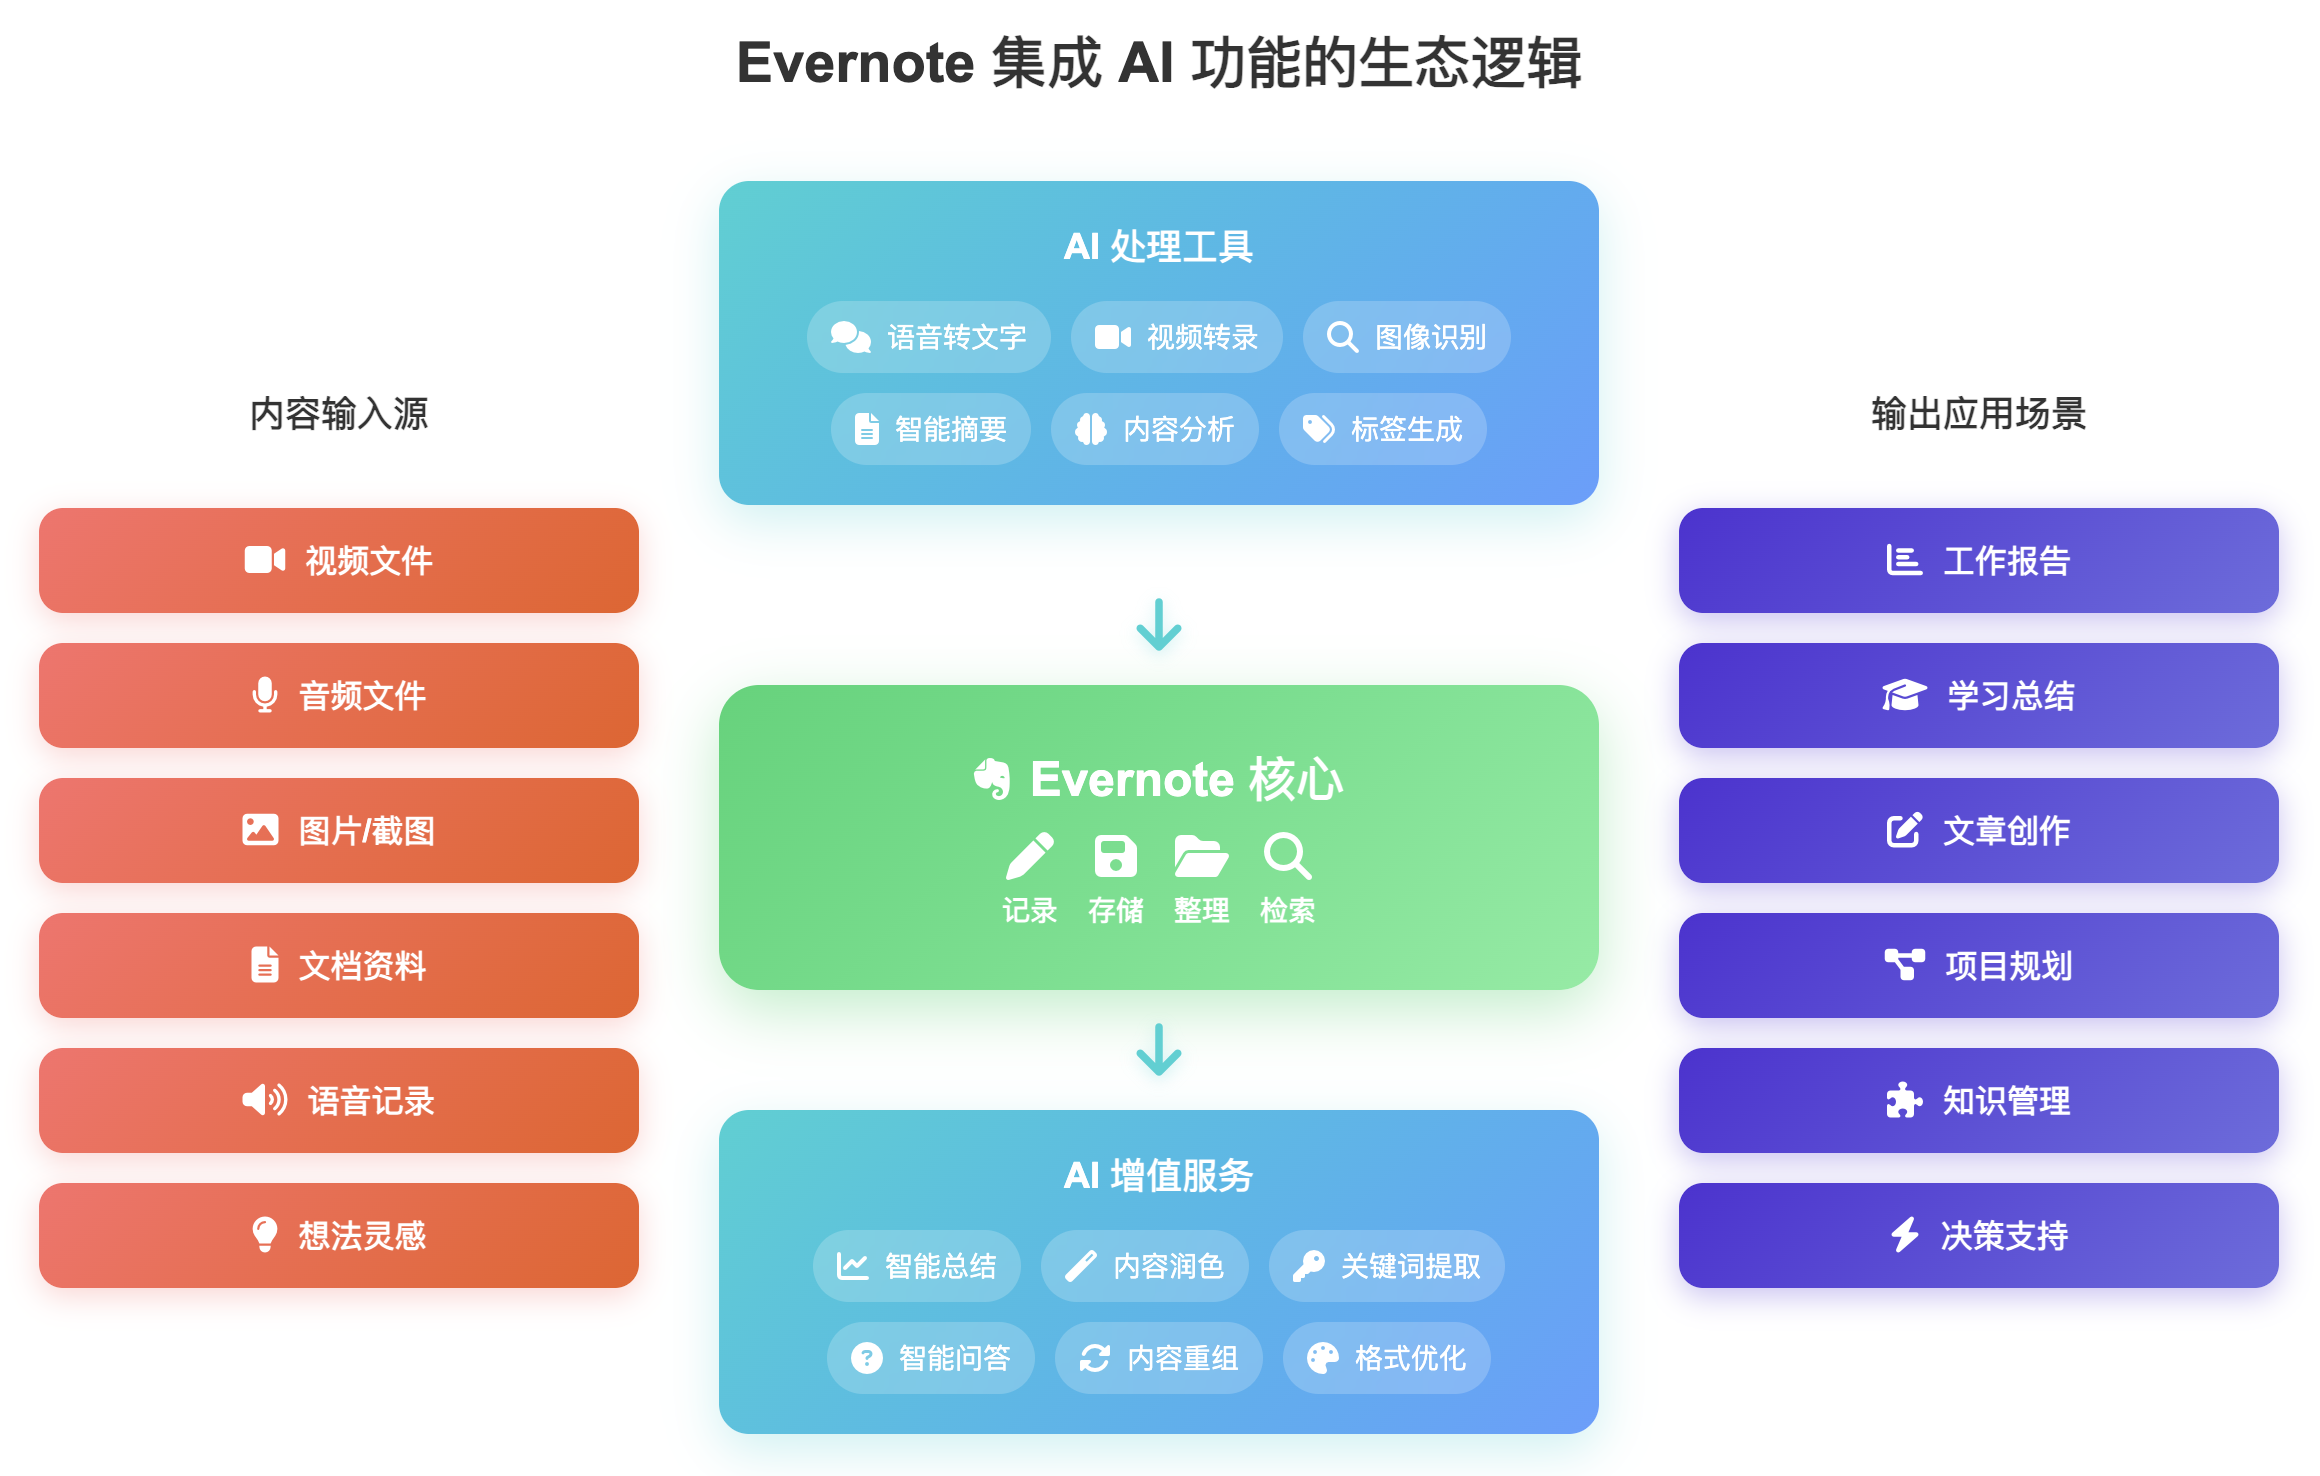 Evernote 集成 AI 功能的生态逻辑
内容输入源
视频文件
音频文件
图片/截图
文档资料
语音记录
想法灵感
AI 处理工具
语音转文字
视频转录
图像识别
智能摘要
内容分析
标签生成
Evernote 核心
记录
存储
整理
检索
AI 增值服务
智能总结
内容润色
关键词提取
智能问答
内容重组
格式优化
输出应用场景
工作报告
学习总结
文章创作
项目规划
知识管理
决策支持